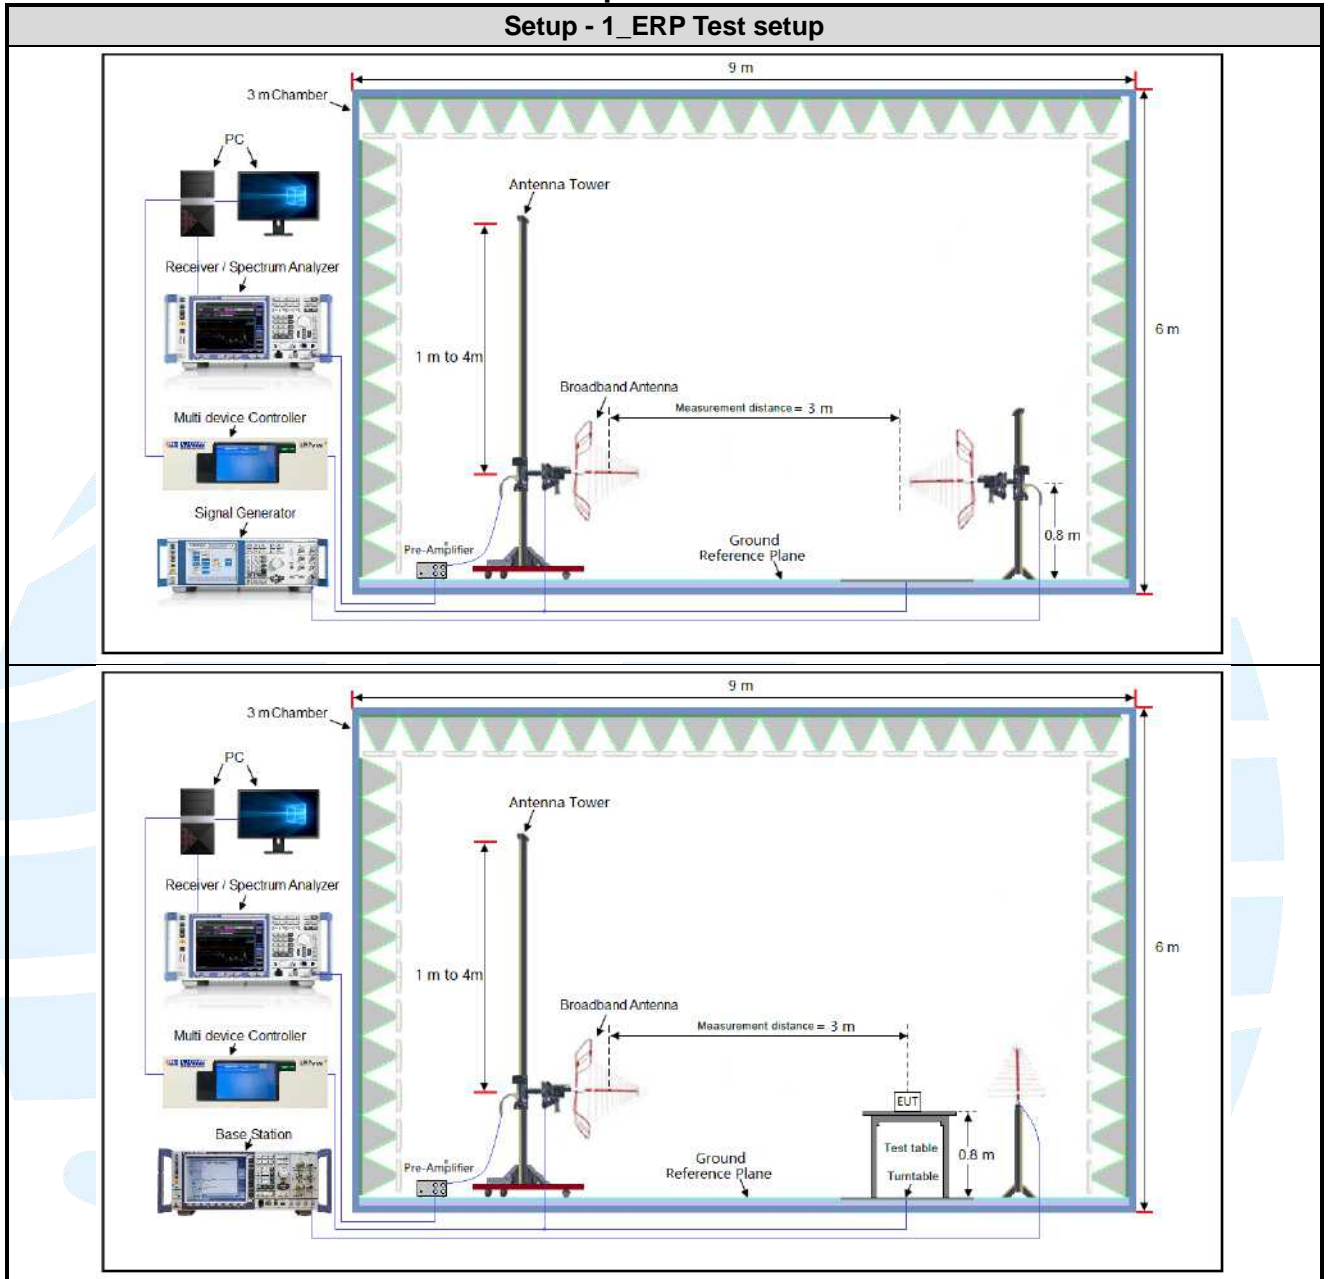 Setup - 1_ERP Test setup
9 m
3 m Chamber
PC
Antenna Tower
Receiver / Spectrum Analyzer
6 m
1 m to 4m
Broadband Antenna
Measurement distance = 3 m
Multi device Controller
Signal Generator
0.8 m
Ground
Reference Plane
Pre-Amplifier
9 m
3 m Chamber
PC
Antenna Tower
Receiver / Spectrum Analyzer
6 m
1 m to 4m
Broadband Antenna
Measurement distance = 3 m
Multi device Controller
EUT
Base Station
Test table
0.8 m
Ground
Reference Plane
Pre-Amplifier
Turntable